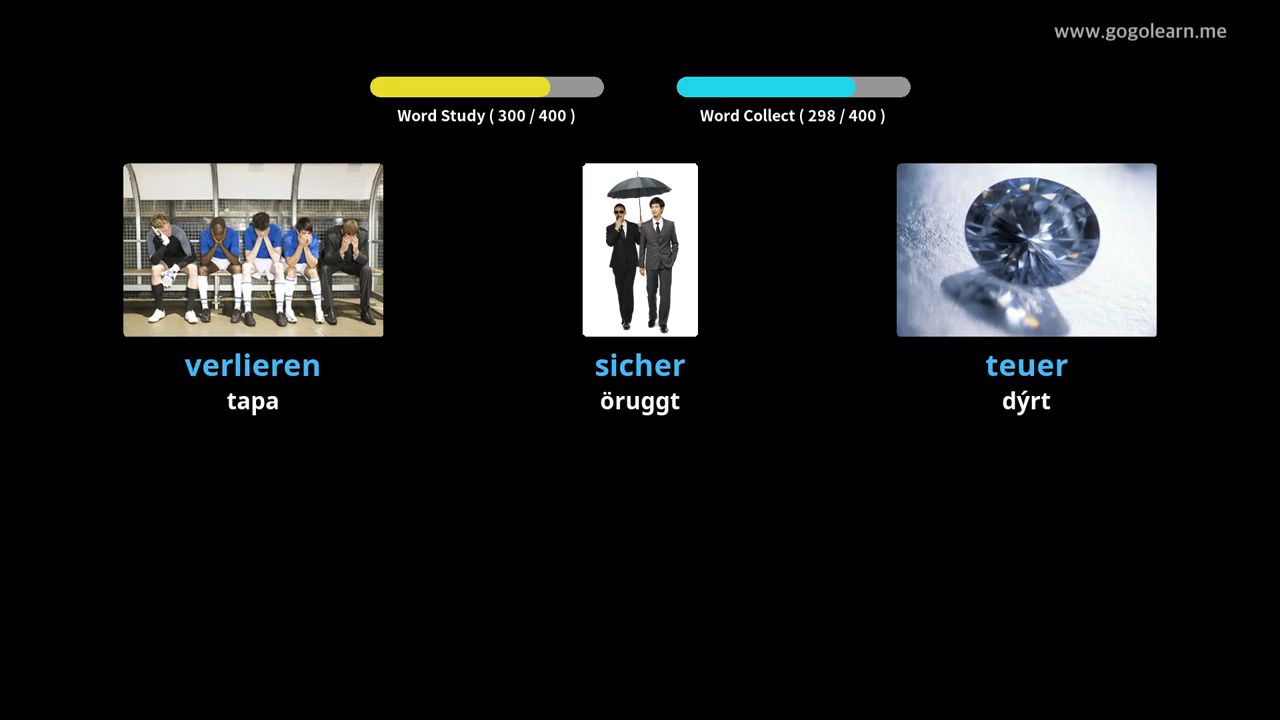 www.gogolearn.me
Word Study ( 300 / 400 )
Word Collect ( 298 / 400 )
verlieren
tapa
sicher
öruggt
teuer
dýrt